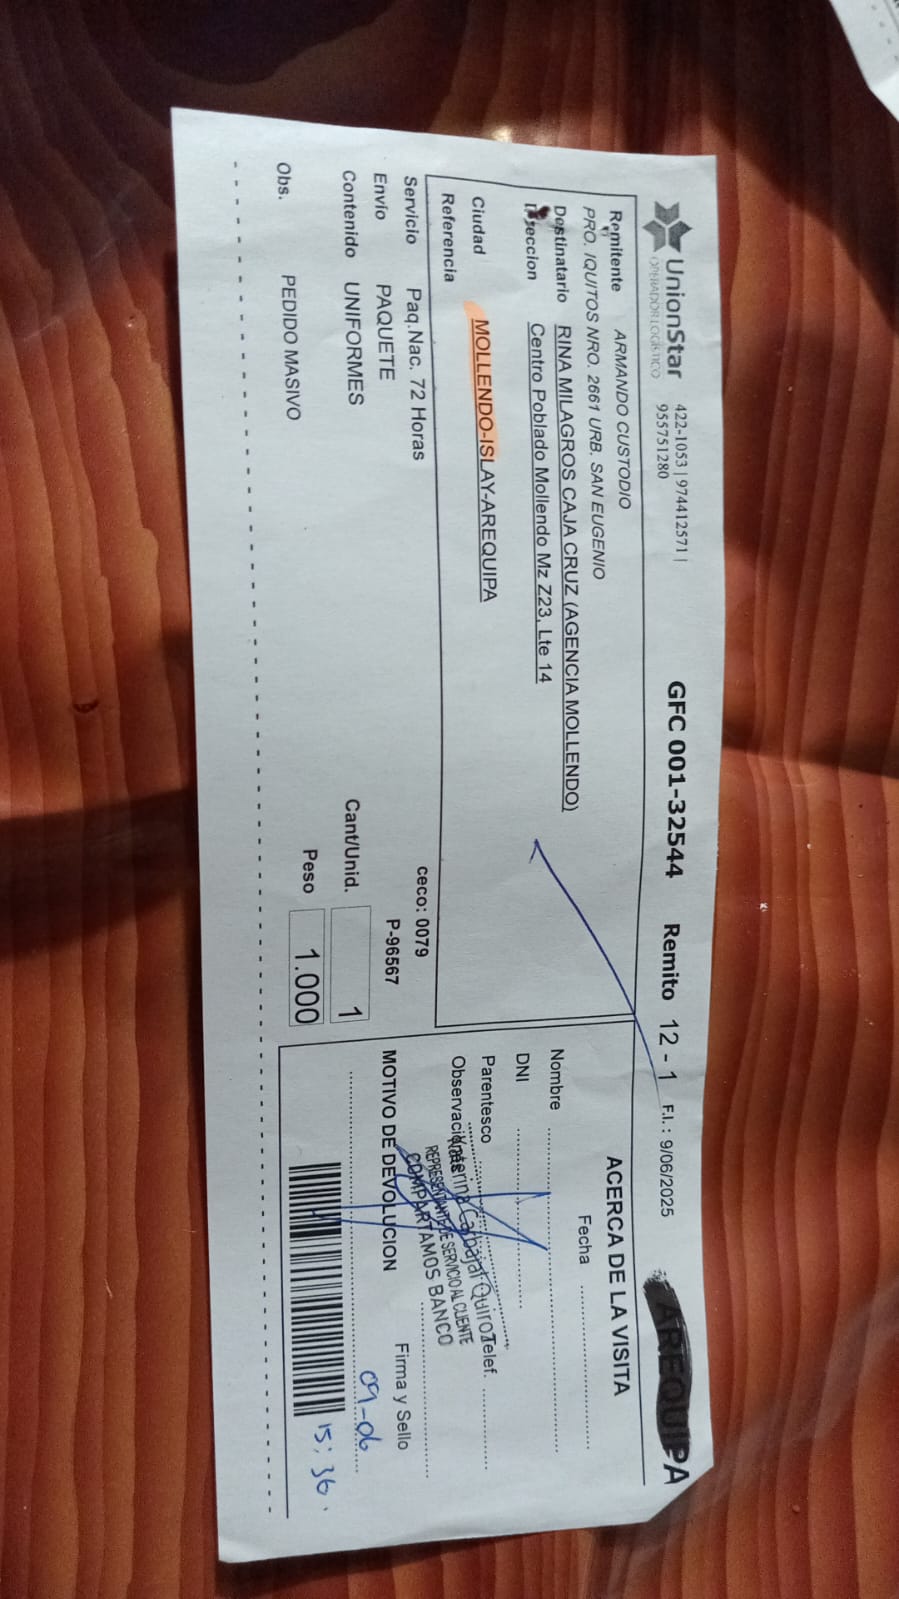 UnionStar
OPERADOR LOGÍSTICO
422-1053 | 974412571 |
955751280
GFC 001-32544
Remito 12 - 1
F.I. : 9/06/2025
AREQUIPA
Remitente ARMANDO CUSTODIO
PRO. IQUITOS NRO. 2661 URB. SAN EUGENIO
Destinatario RINA MILAGROS CAJA CRUZ (AGENCIA MOLLENDO)
Direccion Centro Poblado Mollendo Mz Z23, Lte 14
Ciudad MOLLENDO-ISLAY-AREQUIPA
Referencia
Servicio Paq.Nac. 72 Horas
ceco: 0079
Envío PAQUETE
P-96567
Contenido UNIFORMES
Cant/Unid. 1
Peso 1.000
Obs. PEDIDO MASIVO
ACERCA DE LA VISITA
Fecha
Nombre
DNI
Parentesco
Telef.
Observaciones
Katerina Carbajal Quiroz
REPRESENTANTE DE SERVICIO AL CLIENTE
COMPARTAMOS BANCO
MOTIVO DE DEVOLUCION
Firma y Sello
09-06
15:36.